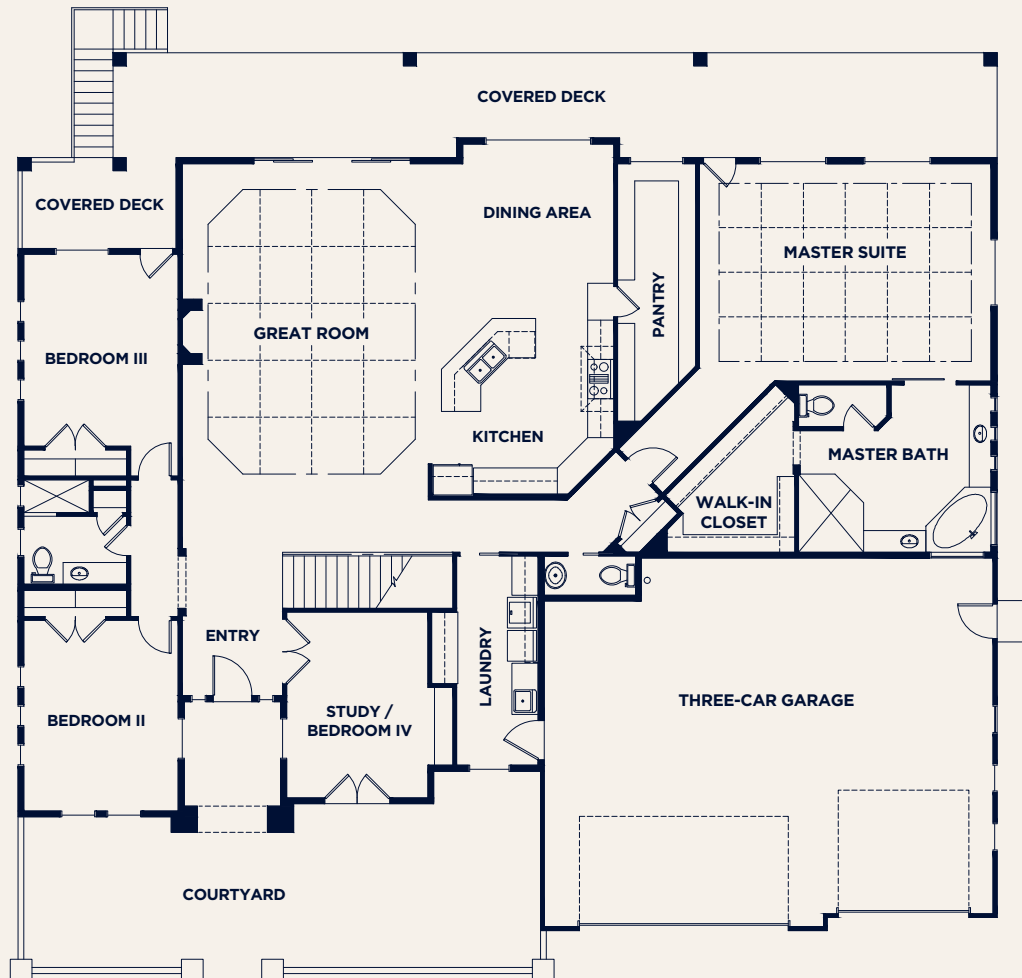 COVERED DECK
COVERED DECK
DINING AREA
MASTER SUITE
PANTRY
GREAT ROOM
BEDROOM III
KITCHEN
MASTER BATH
WALK-IN
CLOSET
ENTRY
LAUNDRY
STUDY /
BEDROOM IV
BEDROOM II
THREE-CAR GARAGE
COURTYARD